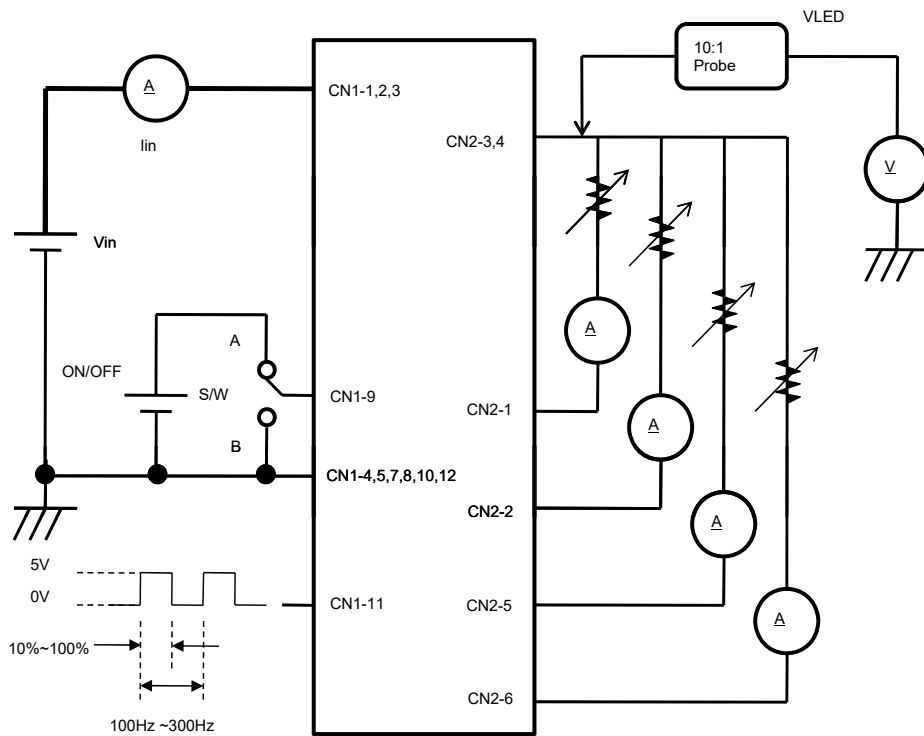 VLED
10:1
Probe
A
CN1-1,2,3
Iin
CN2-3,4
V
Vin
A
A
ON/OFF
S/W
CN1-9
CN2-1
A
B
CN1-4,5,7,8,10,12
CN2-2
A
5V
0V
CN1-11
CN2-5
A
10%~100%
CN2-6
100Hz ~300Hz